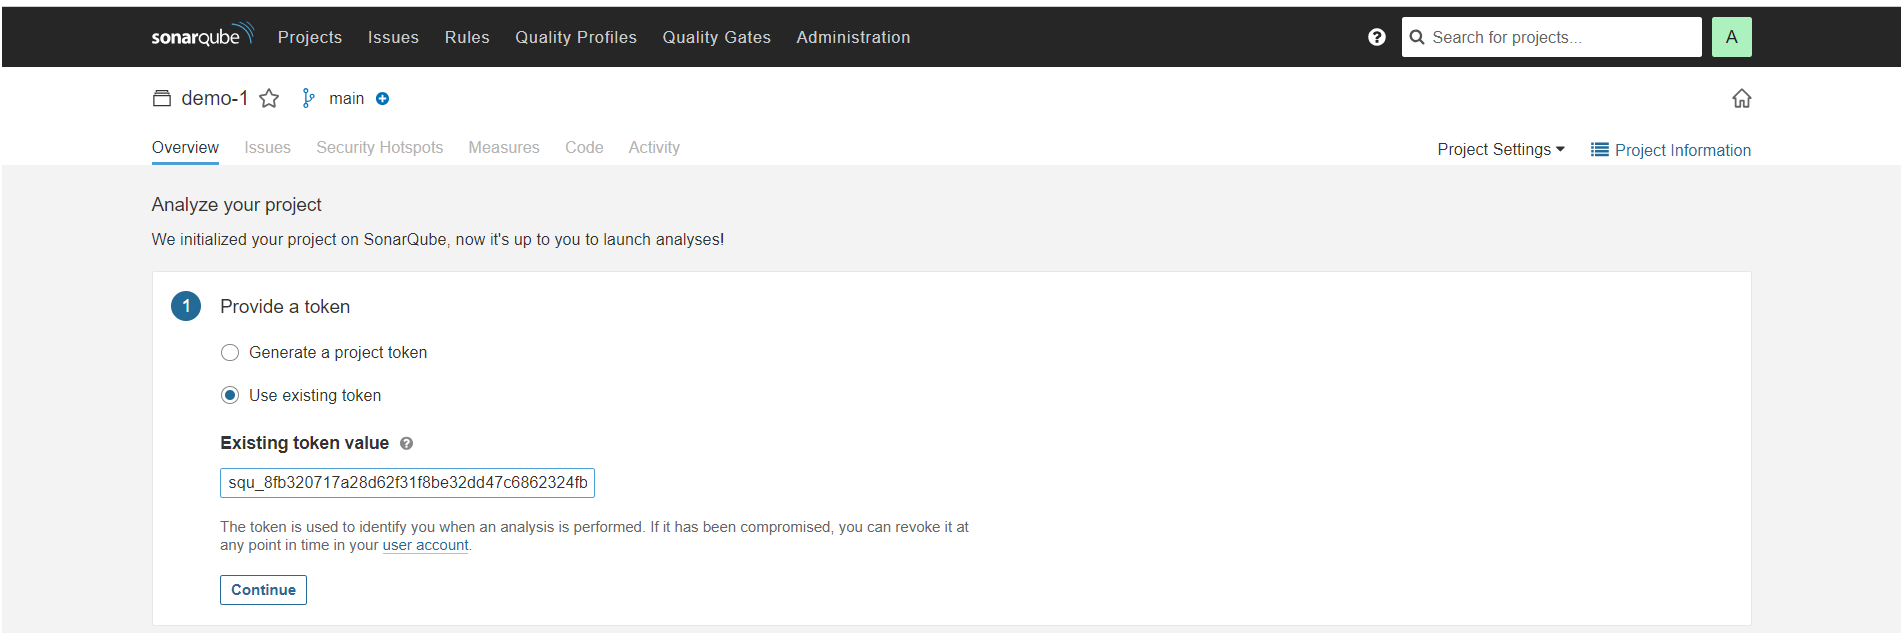 sonarqube Projects Issues Rules Quality Profiles Quality Gates Administration ? Search for projects... A
demo-1 main
Overview Issues Security Hotspots Measures Code Activity Project Settings Project Information
Analyze your project
We initialized your project on SonarQube, now it's up to you to launch analyses!
1 Provide a token
Generate a project token
Use existing token
Existing token value ?
squ_8fb320717a28d62f31f8be32dd47c6862324fb
The token is used to identify you when an analysis is performed. If it has been compromised, you can revoke it at
any point in time in your user account.
Continue